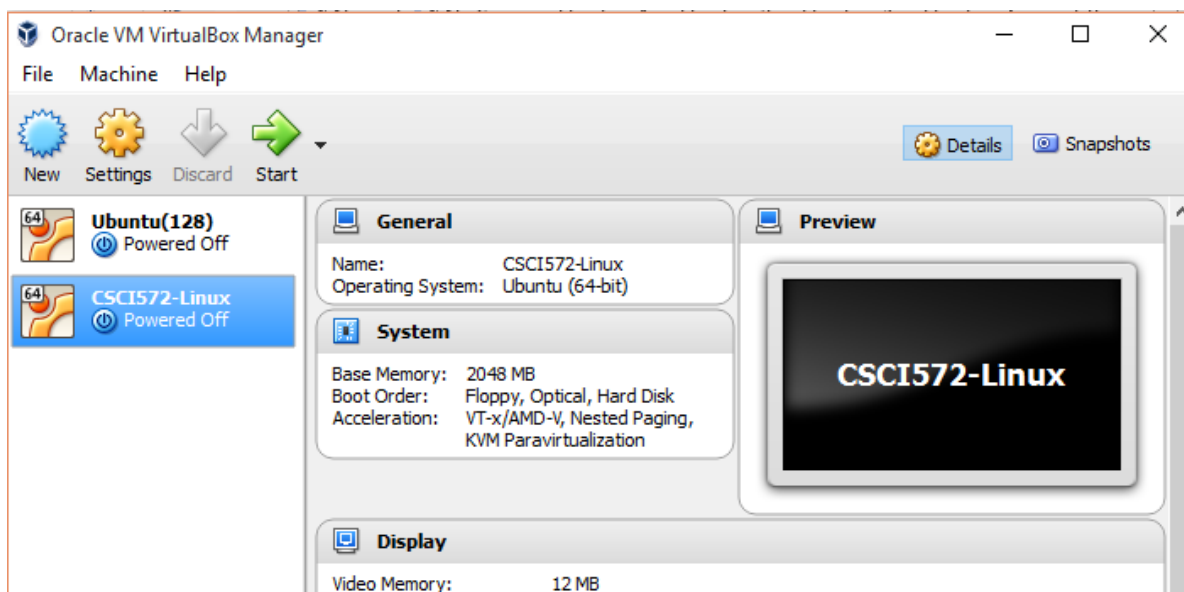 Oracle VM VirtualBox Manager
File Machine Help
New Settings Discard Start
Details Snapshots
64 Ubuntu(128)
Powered Off
64 CSCI572-Linux
Powered Off
General
Name: CSCI572-Linux
Operating System: Ubuntu (64-bit)
System
Base Memory: 2048 MB
Boot Order: Floppy, Optical, Hard Disk
Acceleration: VT-x/AMD-V, Nested Paging,
KVM Paravirtualization
Preview
CSCI572-Linux
Display
Video Memory: 12 MB